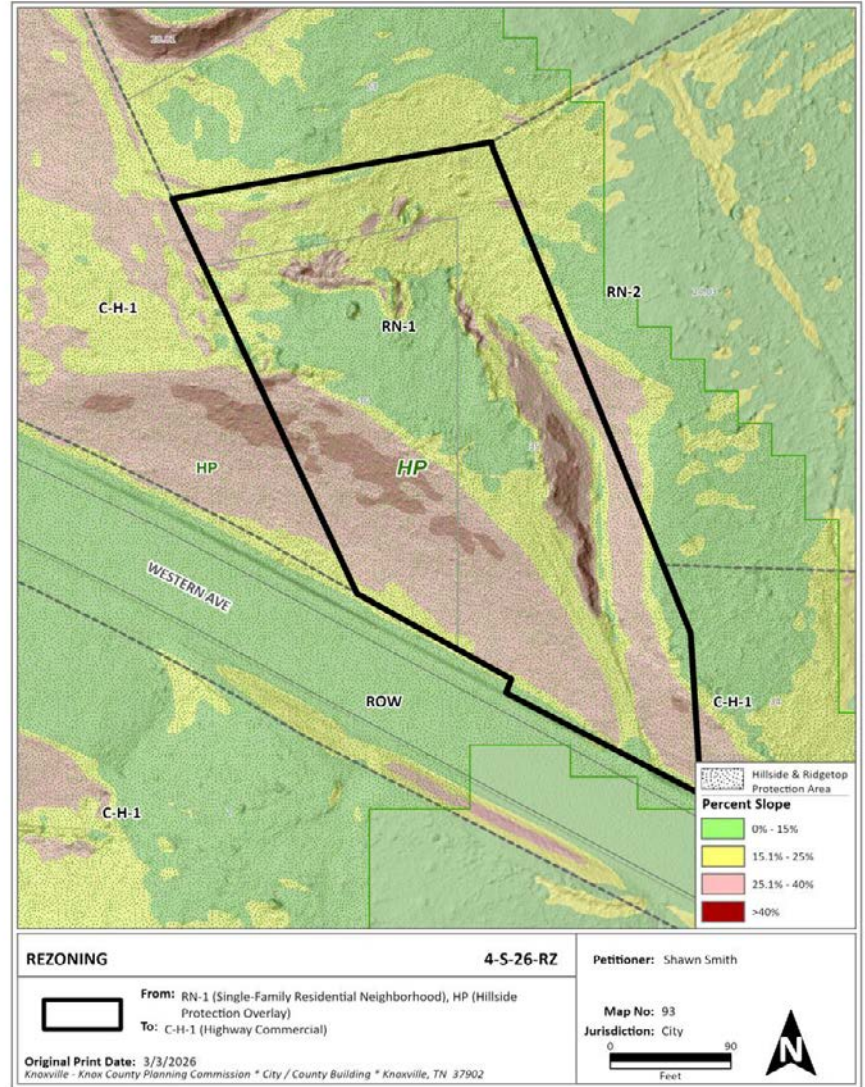 C-H-1
RN-1
RN-2
HP
HP
WESTERN AVE
ROW
C-H-1
C-H-1
Hillside & Ridgetop
Protection Area
Percent Slope
0% - 15%
15.1% - 25%
25.1% - 40%
>40%
REZONING
4-S-26-RZ
From: RN-1 (Single-Family Residential Neighborhood), HP (Hillside
Protection Overlay)
To: C-H-1 (Highway Commercial)
Original Print Date: 3/3/2026
Knoxville - Knox County Planning Commission * City / County Building * Knoxville, TN 37902
Petitioner: Shawn Smith
Map No: 93
Jurisdiction: City
0 90
Feet
N